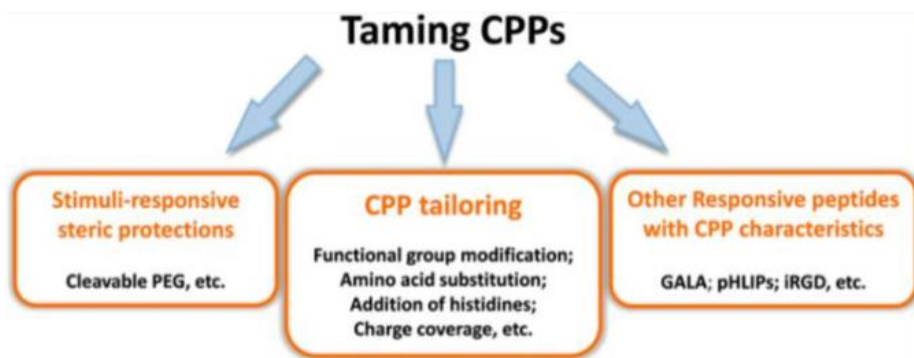 Taming CPPs
Stimuli-responsive
steric protections
Cleavable PEG, etc.
CPP tailoring
Functional group modification;
Amino acid substitution;
Addition of histidines;
Charge coverage, etc.
Other Responsive peptides
with CPP characteristics
GALA; pHLIPs; iRGD, etc.